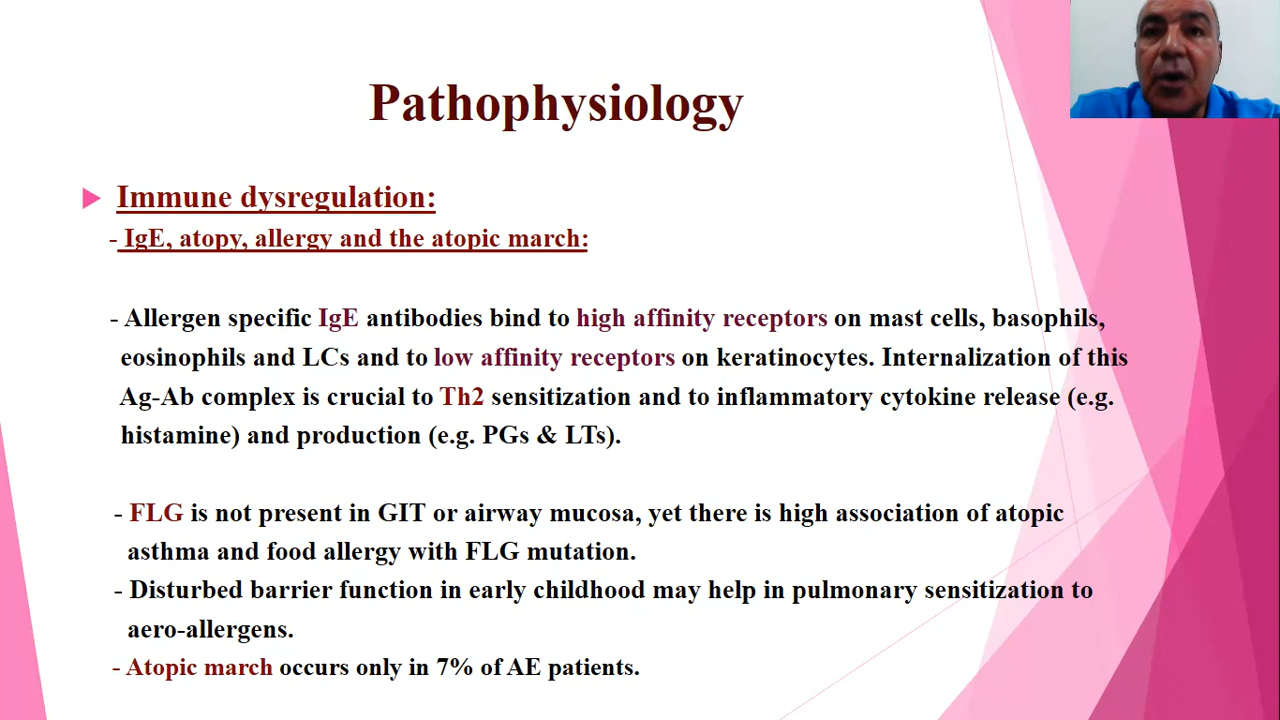 Pathophysiology
Immune dysregulation:
- IgE, atopy, allergy and the atopic march:
- Allergen specific IgE antibodies bind to high affinity receptors on mast cells, basophils,
eosinophils and LCs and to low affinity receptors on keratinocytes. Internalization of this
Ag-Ab complex is crucial to Th2 sensitization and to inflammatory cytokine release (e.g.
histamine) and production (e.g. PGs & LTs).
- FLG is not present in GIT or airway mucosa, yet there is high association of atopic
asthma and food allergy with FLG mutation.
- Disturbed barrier function in early childhood may help in pulmonary sensitization to
aero-allergens.
- Atopic march occurs only in 7% of AE patients.